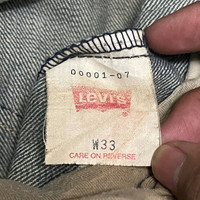 00001-07
Levi's
W33
CARE ON REVERSE